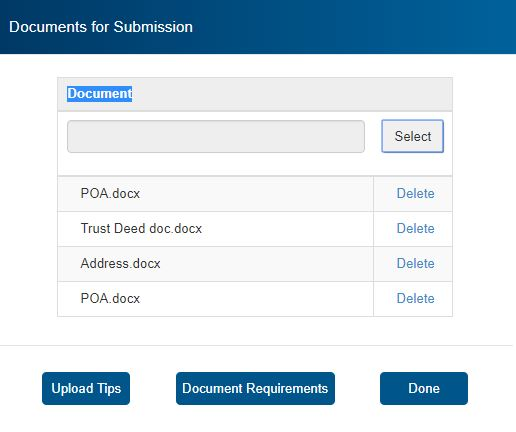 Documents for Submission
Document
Select
POA.docx Delete
Trust Deed doc.docx Delete
Address.docx Delete
POA.docx Delete
Upload Tips Document Requirements Done